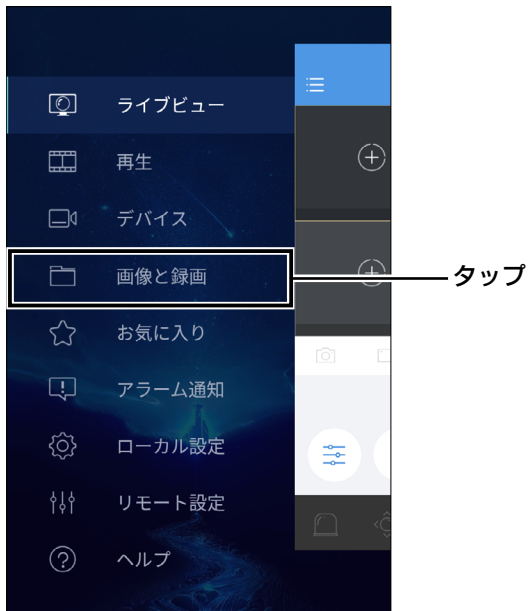 ライブビュー
再生
デバイス
画像と録画
タップ
お気に入り
アラーム通知
ローカル設定
リモート設定
ヘルプ